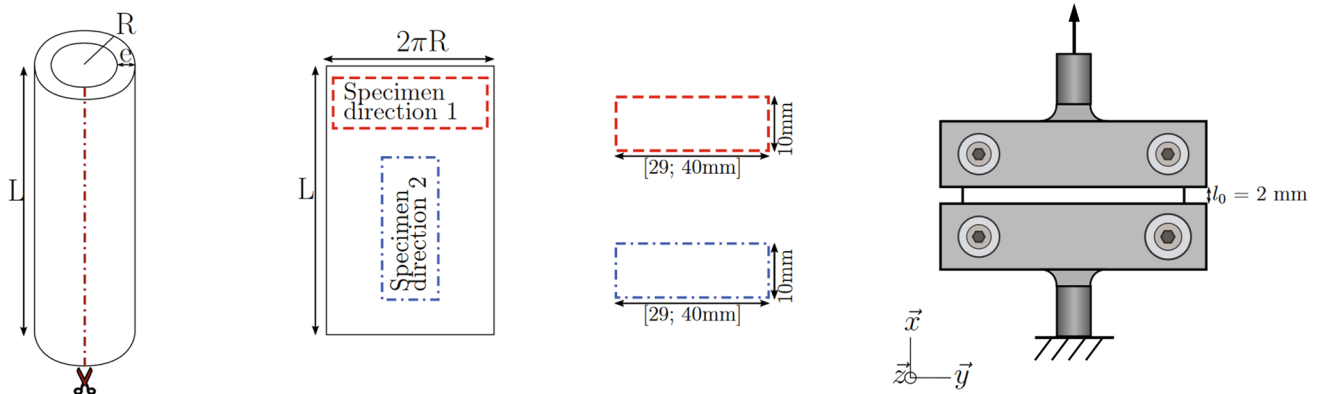 R
e
L
2πR
L
Specimen
direction 1
Specimen
direction 2
[29; 40mm]
10mm
[29; 40mm]
10mm
l₀ = 2 mm
x⃗
z⃗
y⃗